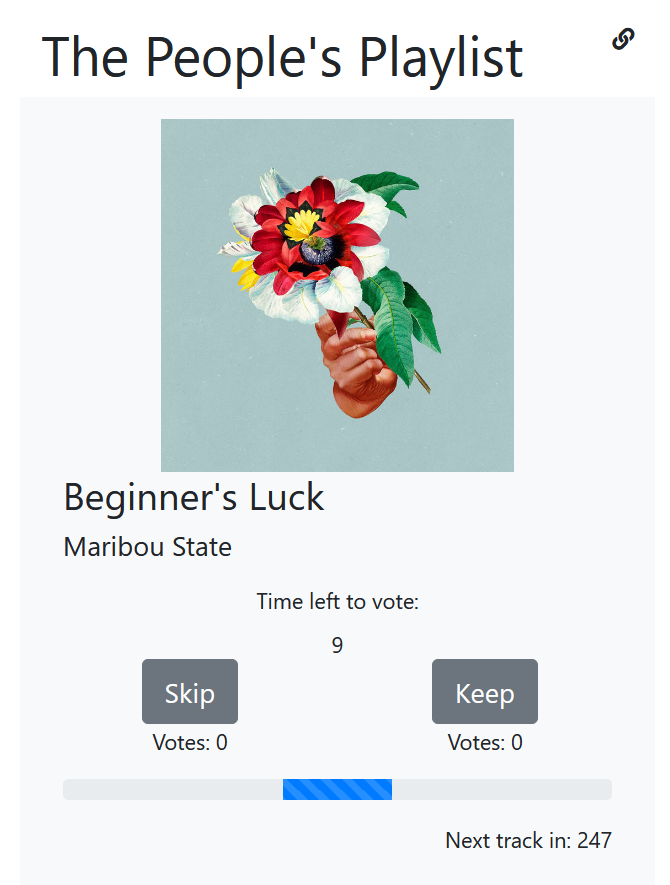 The People's Playlist
Beginner's Luck
Maribou State
Time left to vote:
9
Skip
Keep
Votes: 0
Votes: 0
Next track in: 247